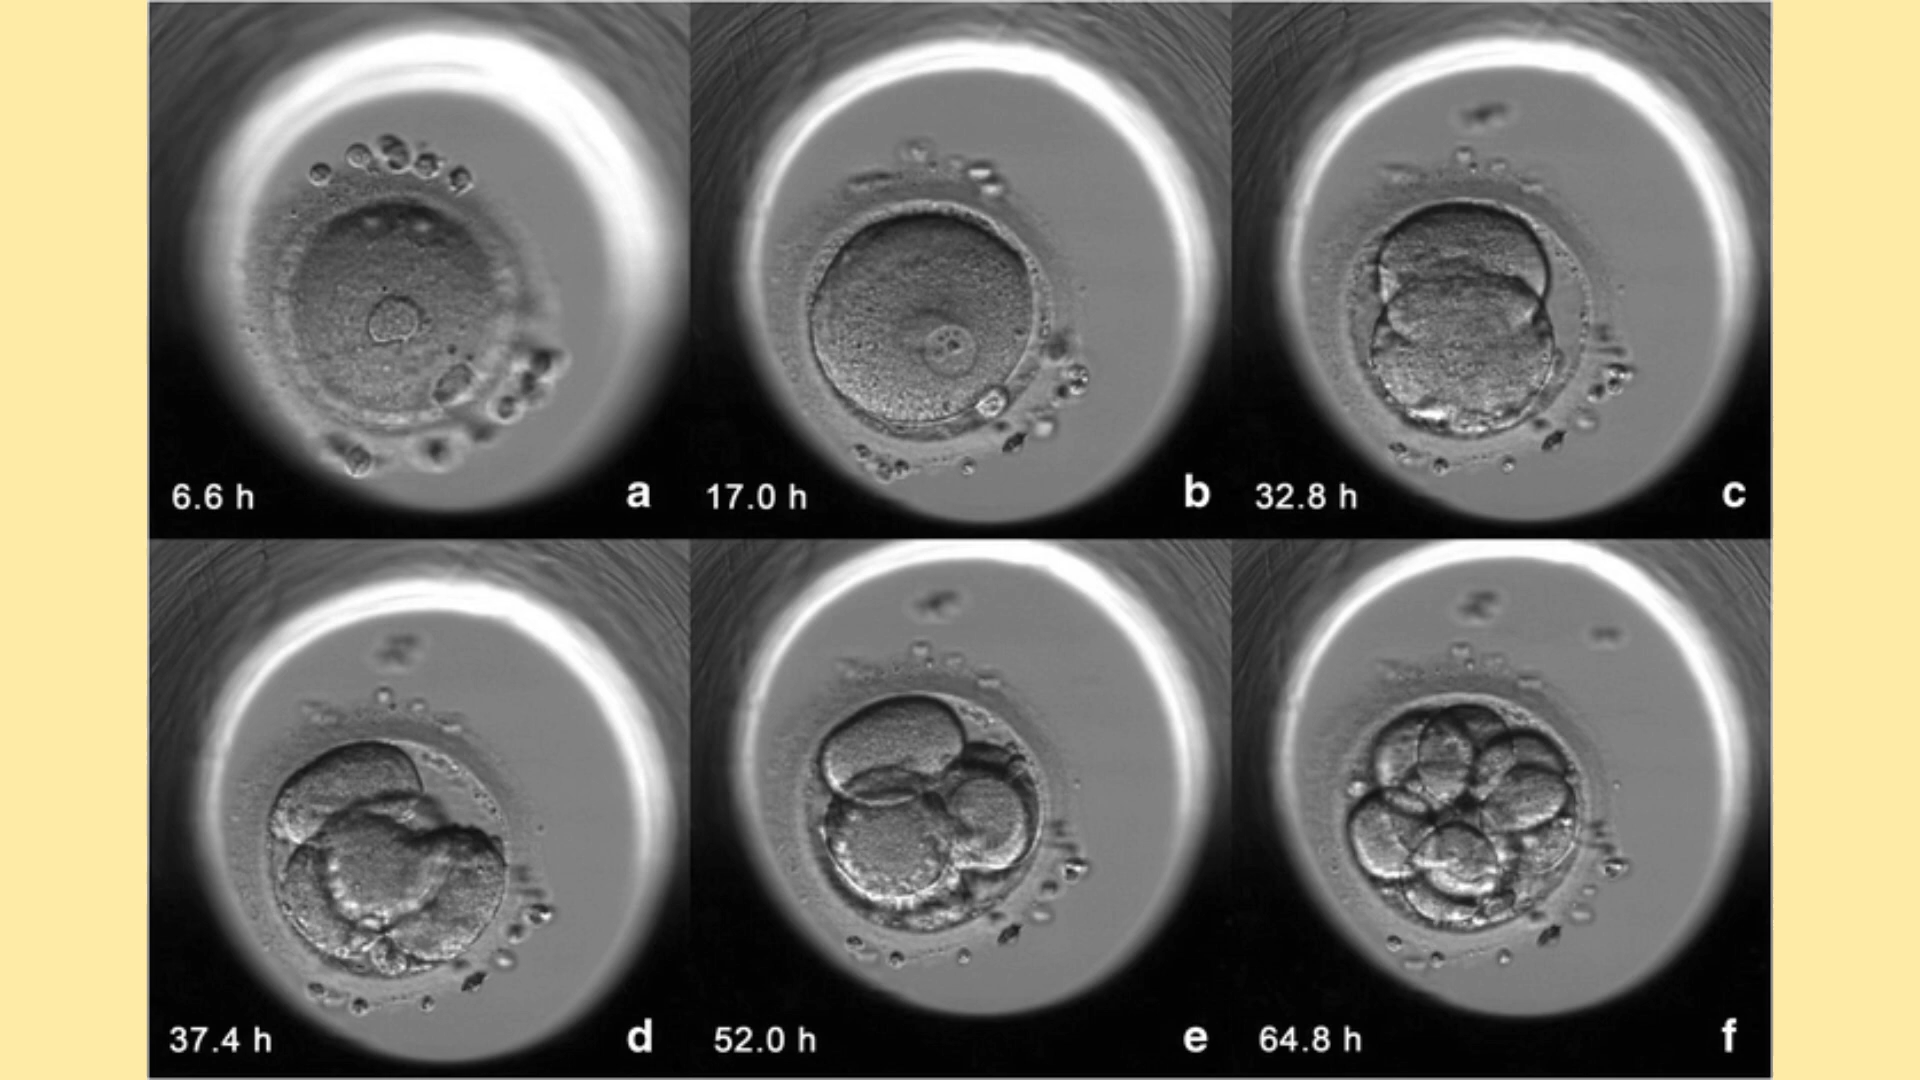 6.6 h a
17.0 h b
32.8 h c
37.4 h d
52.0 h e
64.8 h f